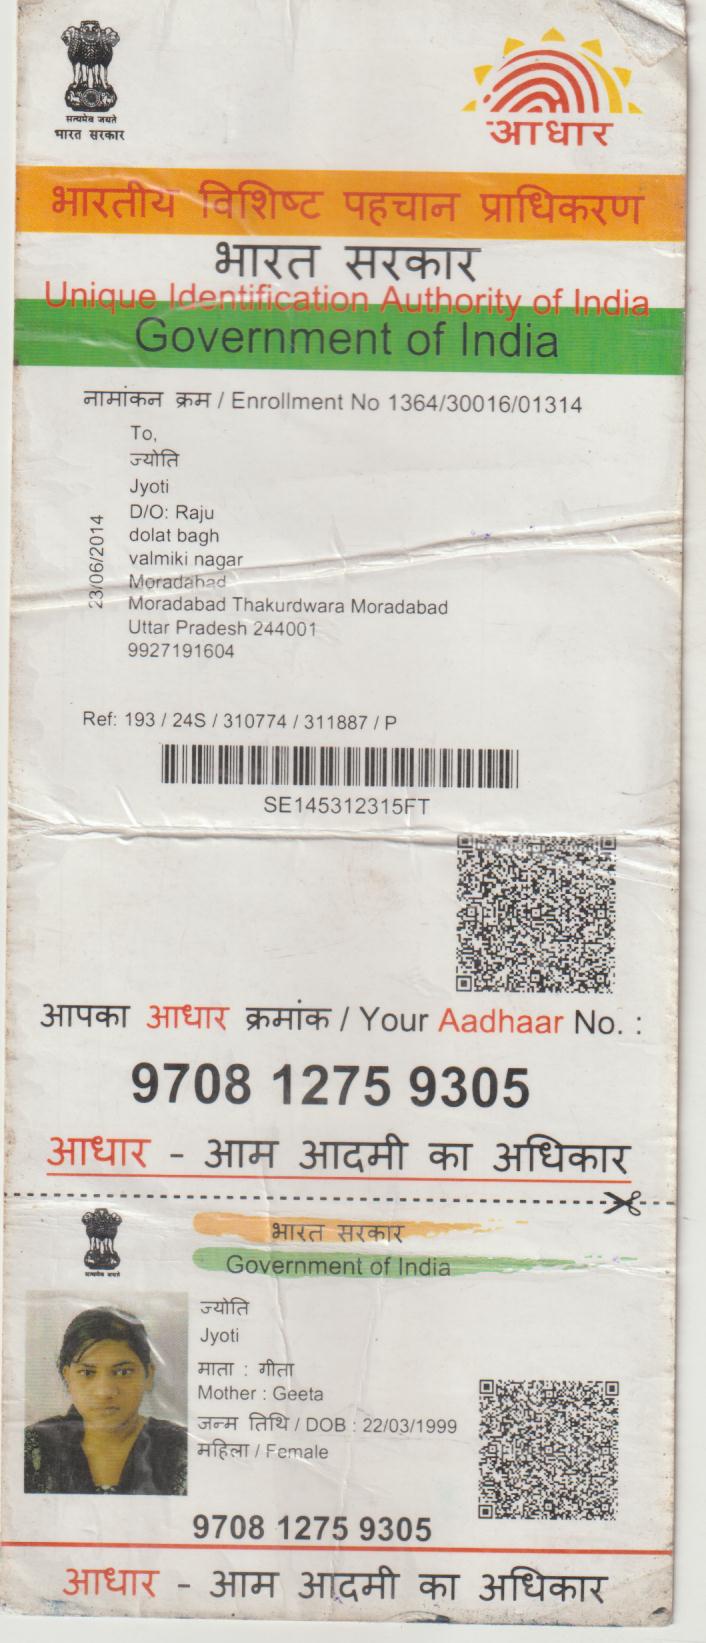 सत्यमेव जयते
भारत सरकार
आधार
भारतीय विशिष्ट पहचान प्राधिकरण
भारत सरकार
Unique Identification Authority of India
Government of India
नामांकन क्रम / Enrollment No 1364/30016/01314
To,
ज्योति
Jyoti
D/O: Raju
dolat bagh
valmiki nagar
Moradabad
Moradabad Thakurdwara Moradabad
Uttar Pradesh 244001
9927191604
23/06/2014
Ref: 193 / 24S / 310774 / 311887 / P
SE145312315FT
आपका आधार क्रमांक / Your Aadhaar No. :
9708 1275 9305
आधार - आम आदमी का अधिकार
सत्यमेव जयते
भारत सरकार
Government of India
ज्योति
Jyoti
माता : गीता
Mother : Geeta
जन्म तिथि / DOB : 22/03/1999
महिला / Female
9708 1275 9305
आधार - आम आदमी का अधिकार